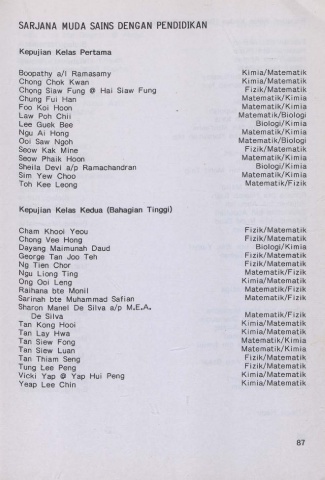 SARJANA MUDA SAINS DENGAN PENDIDIKAN
Kepujian Kelas Pertama
Boopathy a/l Ramasamy Kimia/Matematik
Chong Chok Kwan Kimia/Matematik
Chong Siaw Fung @ Hai Siaw Fung Fizik/Matematik
Chung Fui Han Matematik/Kimia
Foo Koi Hoon Matematik/Kimia
Law Poh Chii Matematik/Biologi
Lee Guek Bee Biologi/Kimia
Ngu Ai Hong Matematik/Kimia
Ooi Saw Ngoh Matematik/Biologi
Seow Kak Mine Fizik/Matematik
Seow Phaik Hoon Matematik/Kimia
Sheila Devi a/p Ramachandran Biologi/Kimia
Sim Yew Choo Matematik/Kimia
Toh Kee Leong Matematik/Fizik
Kepujian Kelas Kedua (Bahagian Tinggi)
Cham Khooi Yeou Fizik/Matematik
Chong Vee Hong Fizik/Matematik
Dayang Maimunah Daud Biologi/Kimia
George Tan Joo Teh Fizik/Matematik
Ng Tien Chor Fizik/Matematik
Ngu Liong Ting Matematik/Fizik
Ong Ooi Leng Kimia/Matematik
Raihana bte Monil Matematik/Fizik
Sarinah bte Muhammad Safian Matematik/Fizik
Sharon Manel De Silva a/p M.E.A.
De Silva Matematik/Fizik
Tan Kong Hooi Kimia/Matematik
Tan Lay Hwa Kimia/Matematik
Tan Siew Fong Matematik/Kimia
Tan Siew Luan Matematik/Kimia
Tan Thiam Seng Fizik/Matematik
Tung Lee Peng Fizik/Matematik
Vicki Yap @ Yap Hui Peng Kimia/Matematik
Yeap Lee Chin Kimia/Matematik
87